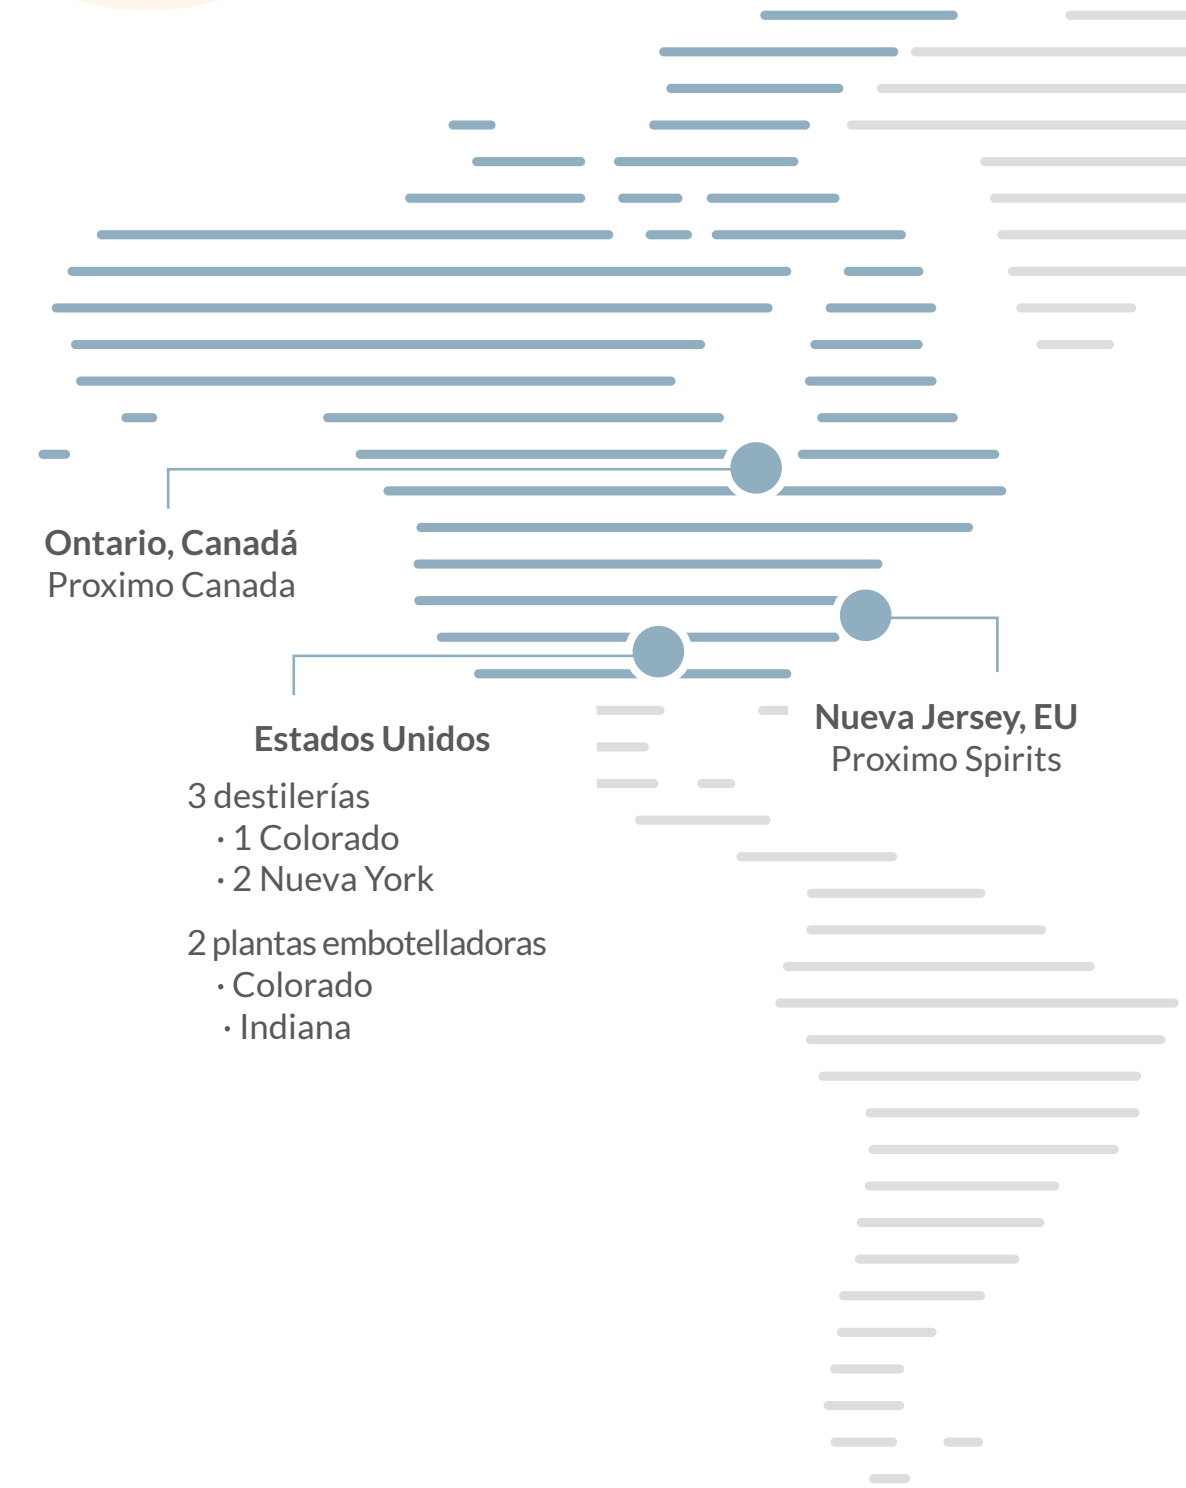 Ontario, Canadá
Proximo Canada
Estados Unidos
3 destilerías
· 1 Colorado
· 2 Nueva York
2 plantas embotelladoras
· Colorado
· Indiana
Nueva Jersey, EU
Proximo Spirits